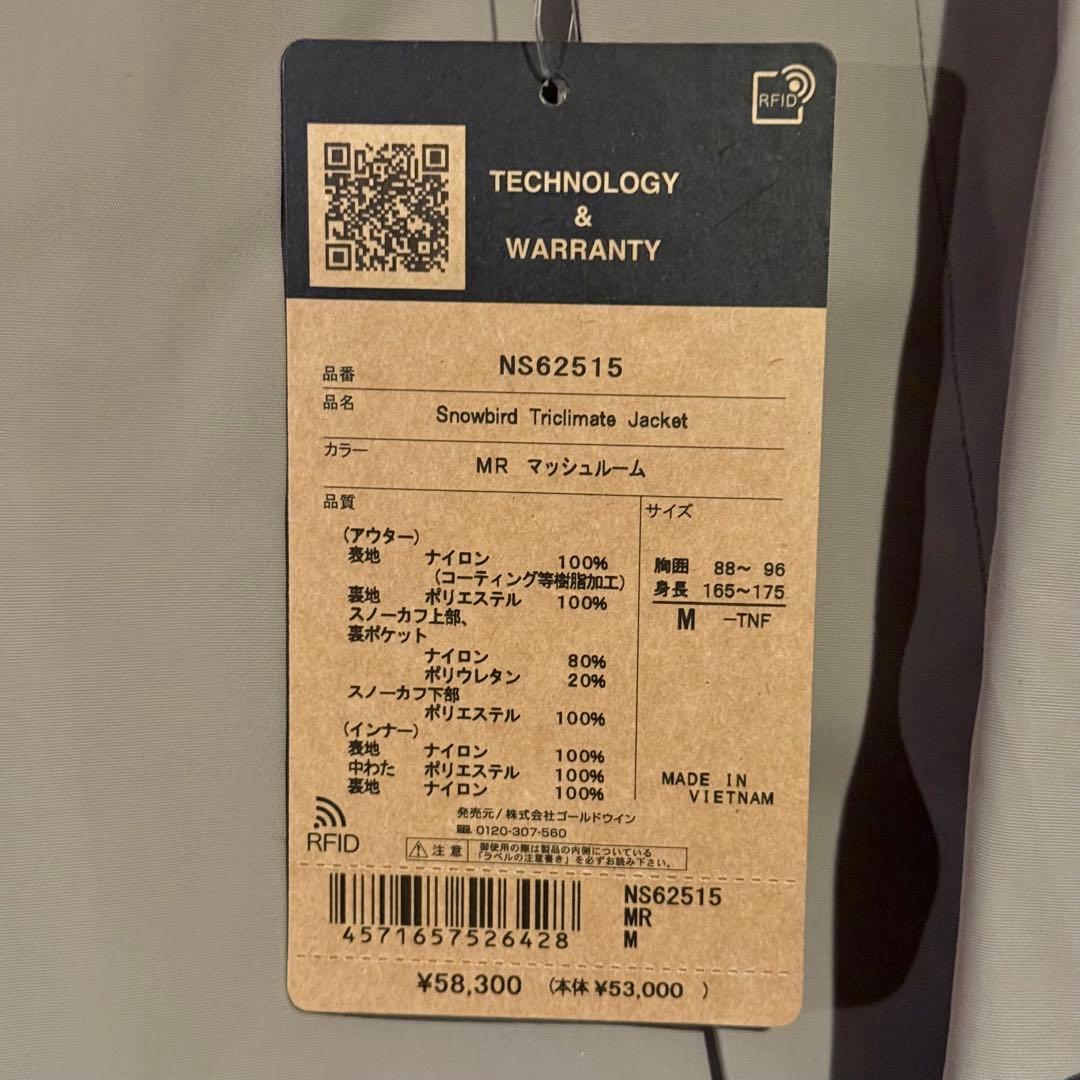 RFID
TECHNOLOGY
&
WARRANTY
品番 NS62515
品名 Snowbird Triclimate Jacket
カラー MR マッシュルーム
品質
(アウター)
表地 ナイロン 100%
(コーティング等樹脂加工)
裏地 ポリエステル 100%
スノーカフ上部、
裏ポケット
ナイロン 80%
ポリウレタン 20%
スノーカフ下部
ポリエステル 100%
(インナー)
表地 ナイロン 100%
中わた ポリエステル 100%
裏地 ナイロン 100%
サイズ
胸囲 88～ 96
身長 165～175
M －TNF
MADE IN
VIETNAM
RFID
発売元/株式会社ゴールドウイン
0120-307-560
注意 御使用の際は製品の内側についている
「ラベルの注意書き」を必ずお読み下さい。
4571657526428
NS62515
MR
M
¥58,300 (本体 ¥53,000 )